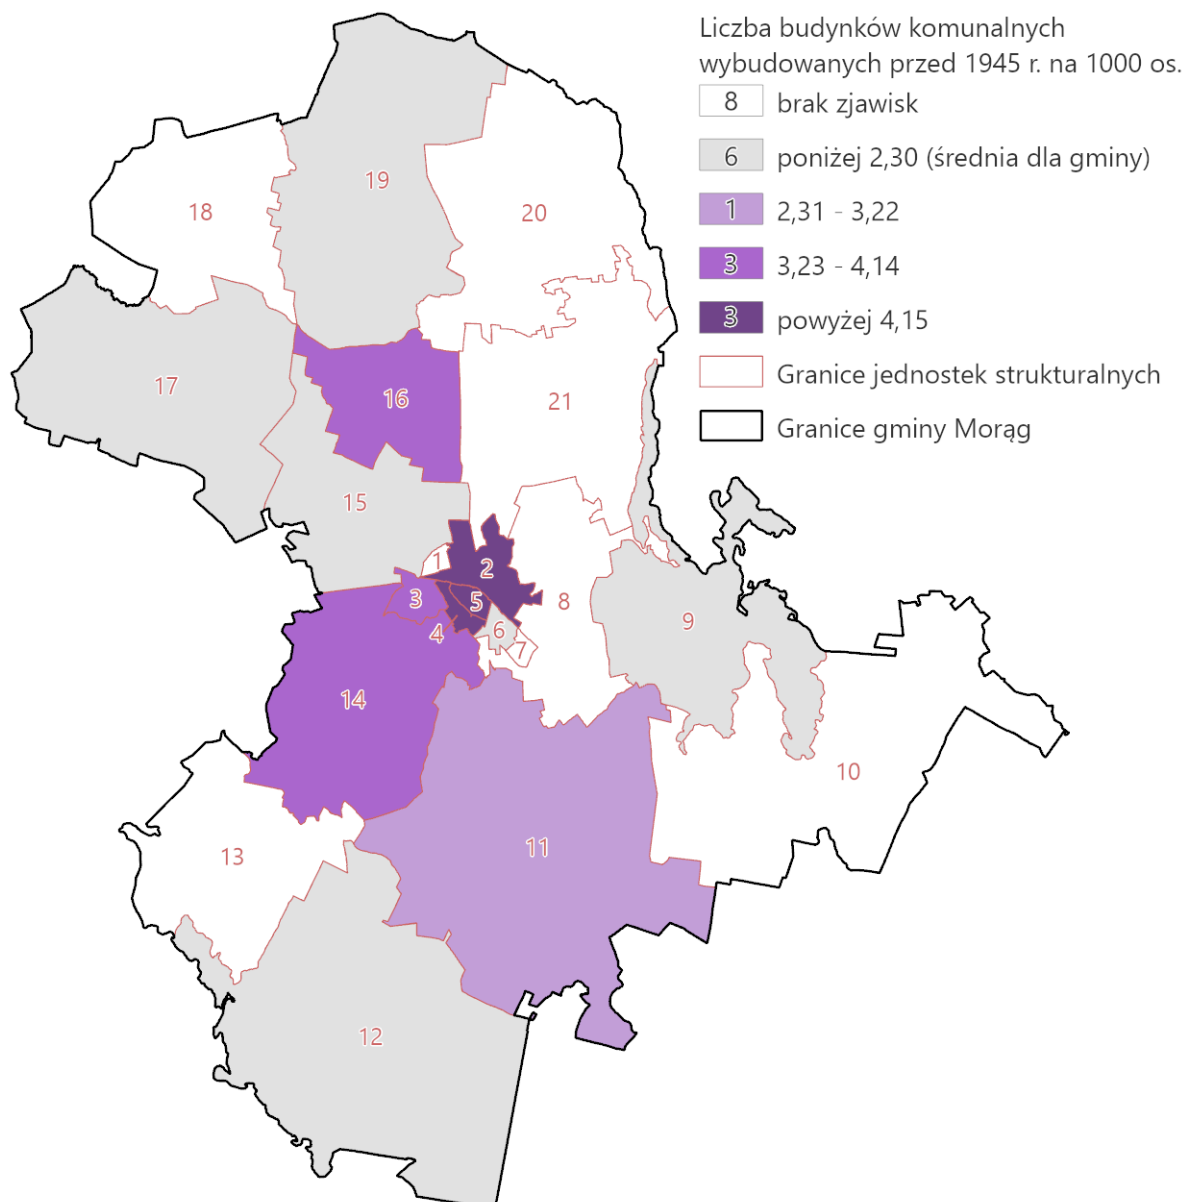 Liczba budynków komunalnych
wybudowanych przed 1945 r. na 1000 os.
8 brak zjawisk
6 poniżej 2,30 (średnia dla gminy)
1 2,31 - 3,22
3 3,23 - 4,14
3 powyżej 4,15
Granice jednostek strukturalnych
Granice gminy Morąg
19
18
20
17
16
21
15
1
2
3
5
8
4
6
7
9
14
10
11
13
12